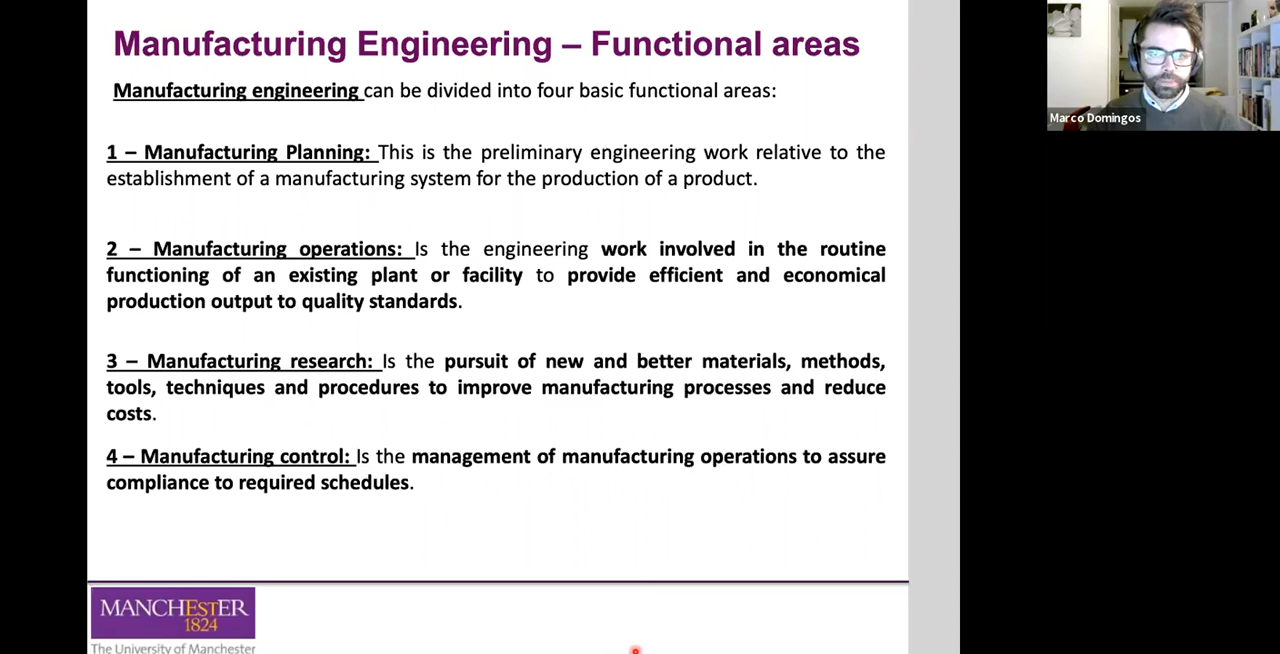 Manufacturing Engineering – Functional areas
Manufacturing engineering can be divided into four basic functional areas:
1 – Manufacturing Planning: This is the preliminary engineering work relative to the
establishment of a manufacturing system for the production of a product.
2 – Manufacturing operations: Is the engineering work involved in the routine
functioning of an existing plant or facility to provide efficient and economical
production output to quality standards.
3 – Manufacturing research: Is the pursuit of new and better materials, methods,
tools, techniques and procedures to improve manufacturing processes and reduce
costs.
4 – Manufacturing control: Is the management of manufacturing operations to assure
compliance to required schedules.
MANCHESTER
1824
The University of Manchester
Marco Domingos